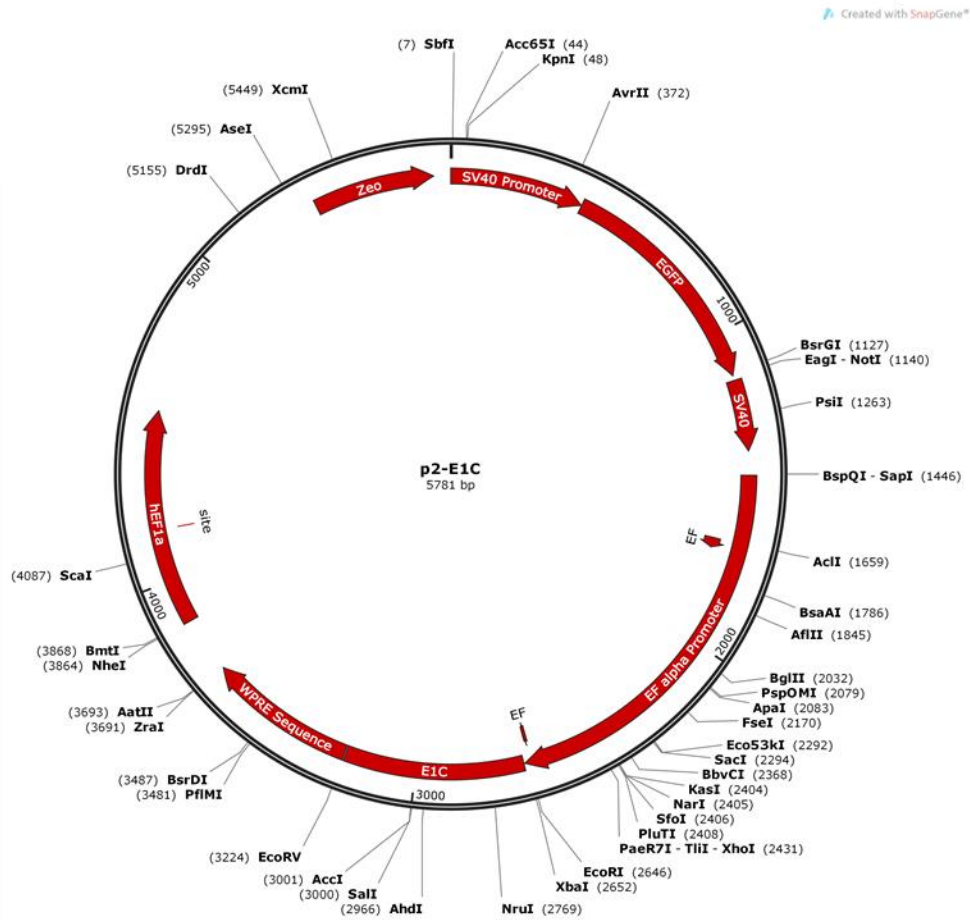 Created with SnapGene®
(7) SbfI
Acc65I (44)
KpnI (48)
AvrII (372)
BsrGI (1127)
EagI - NotI (1140)
PsiI (1263)
BspQI - SapI (1446)
AclI (1659)
BsaAI (1786)
AflII (1845)
BglII (2032)
PspOMI (2079)
ApaI (2083)
FseI (2170)
Eco53kI (2292)
SacI (2294)
BbvCI (2368)
KasI (2404)
NarI (2405)
SfoI (2406)
PluTI (2408)
PaeR7I - TliI - XhoI (2431)
EcoRI (2646)
XbaI (2652)
NruI (2769)
(2966) AhdI
(3000) SalI
(3001) AccI
(3224) EcoRV
(3481) PflMI
(3487) BsrDI
(3691) ZraI
(3693) AatII
(3864) NheI
(3868) BmtI
(4087) ScaI
(5155) DrdI
(5295) AseI
(5449) XcmI
Zeo
SV40 Promoter
EGFP
1000
SV40
EF
EF alpha Promoter
2000
EF
E1C
3000
WPRE Sequence
4000
hEF1a
site
5000
p2-E1C
5781 bp